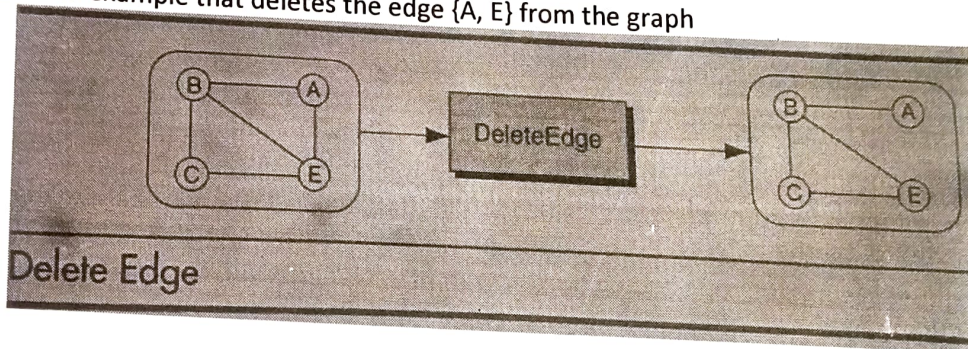 that deletes the edge {A, E} from the graph
B A
B A
DeleteEdge
C E
C E
Delete Edge